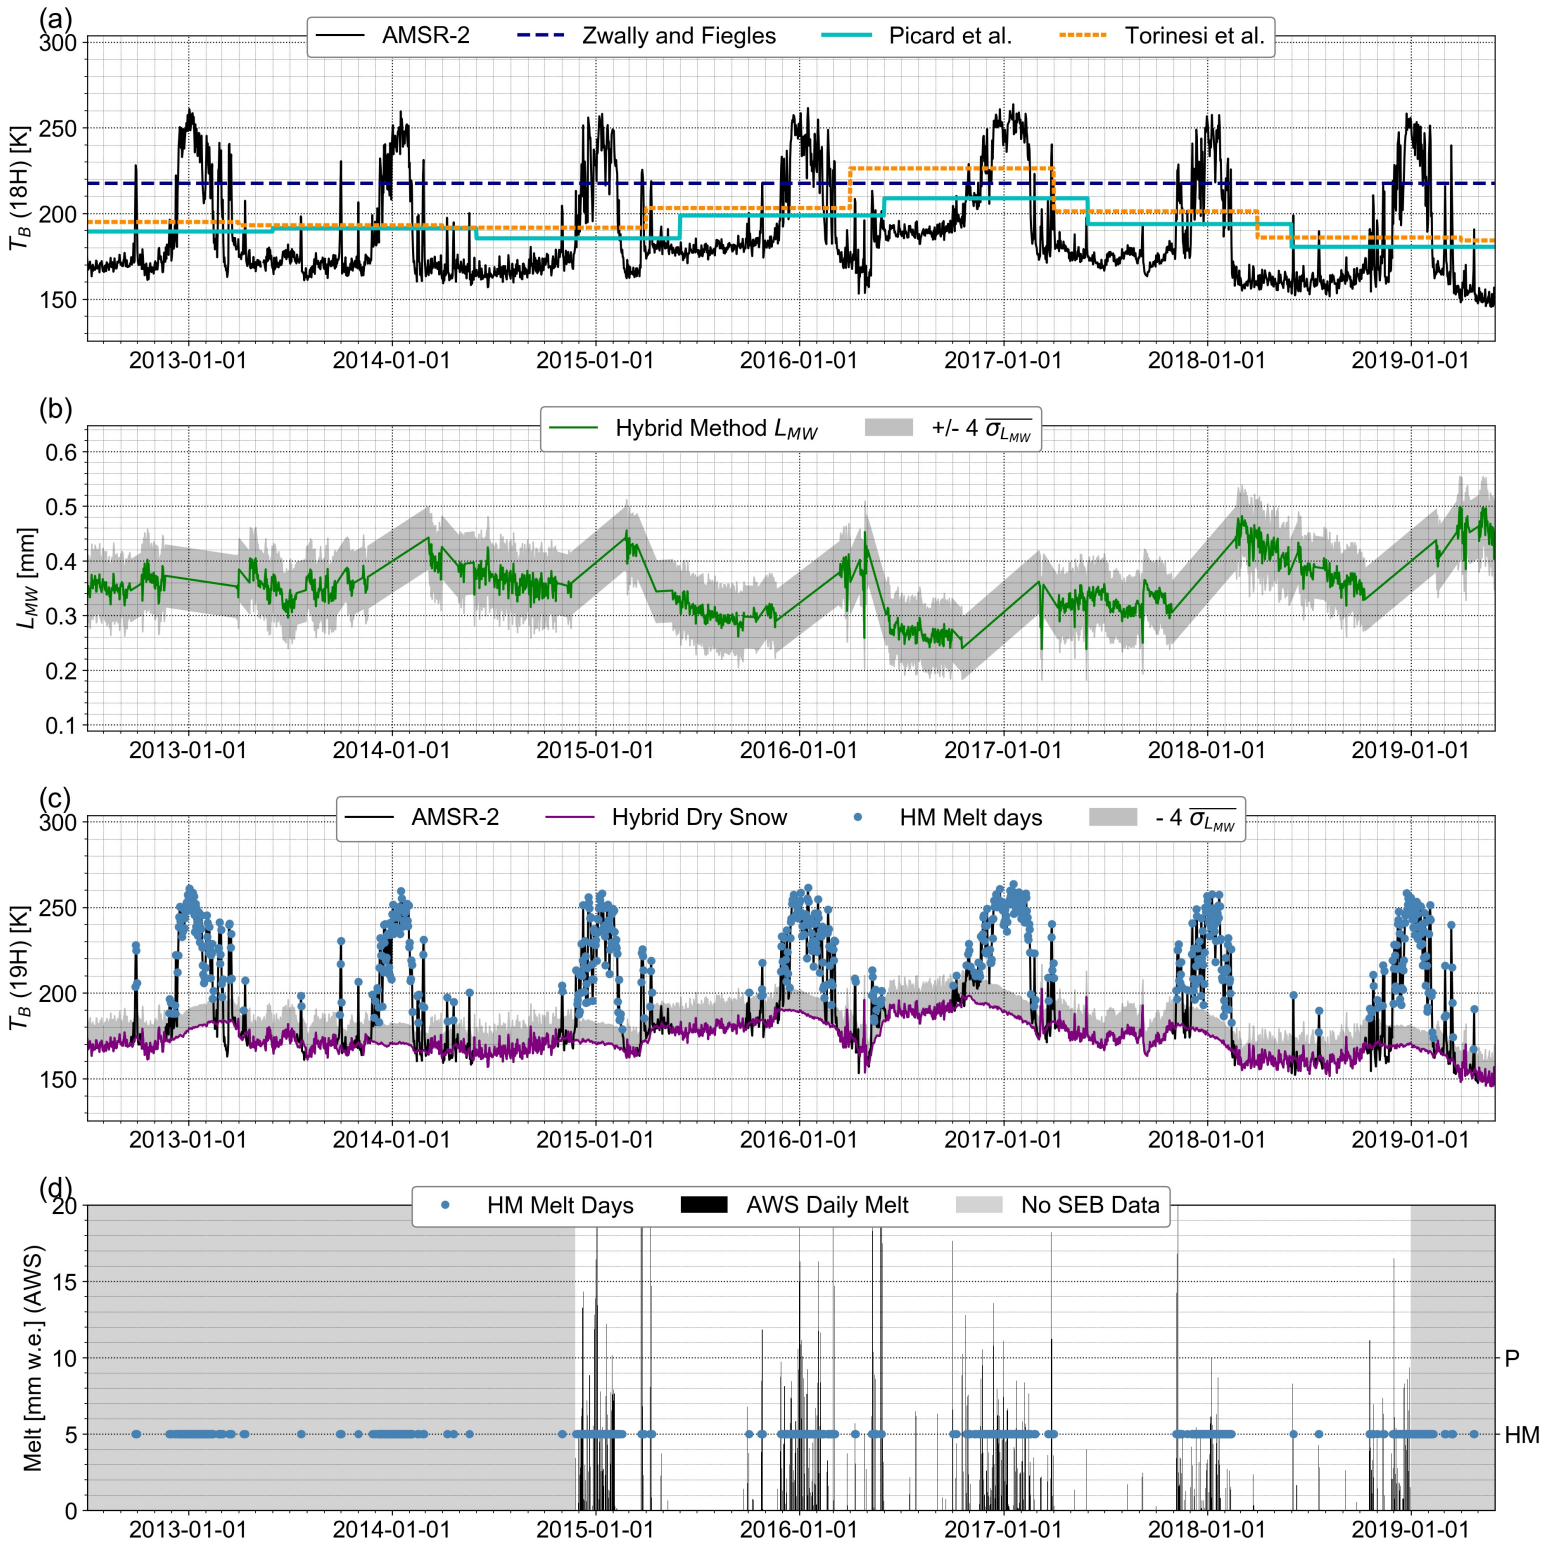 (a)
AMSR-2 Zwally and Fiegles Picard et al. Torinesi et al.
300
250
200
150
T_B (18H) [K]
2013-01-01 2014-01-01 2015-01-01 2016-01-01 2017-01-01 2018-01-01 2019-01-01
(b)
Hybrid Method L_MW +/- 4 σ_L_MW
0.6
0.5
0.4
0.3
0.2
0.1
L_MW [mm]
2013-01-01 2014-01-01 2015-01-01 2016-01-01 2017-01-01 2018-01-01 2019-01-01
(c)
AMSR-2 Hybrid Dry Snow HM Melt days - 4 σ_L_MW
300
250
200
150
T_B (19H) [K]
2013-01-01 2014-01-01 2015-01-01 2016-01-01 2017-01-01 2018-01-01 2019-01-01
(d)
HM Melt Days AWS Daily Melt No SEB Data
20
15
10 P
5 HM
0
Melt [mm w.e.] (AWS)
2013-01-01 2014-01-01 2015-01-01 2016-01-01 2017-01-01 2018-01-01 2019-01-01